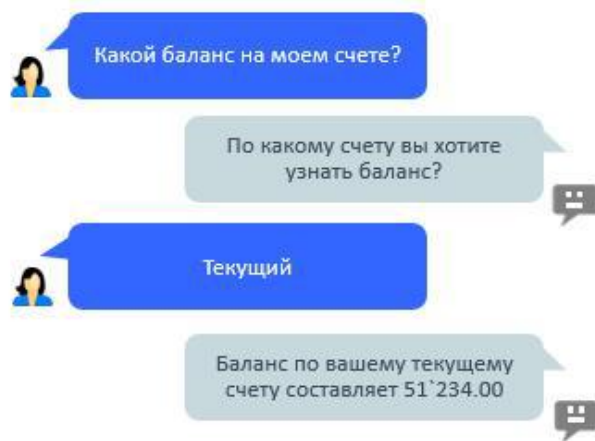 Какой баланс на моем счете?
По какому счету вы хотите
узнать баланс?
Текущий
Баланс по вашему текущему
счету составляет 51`234.00